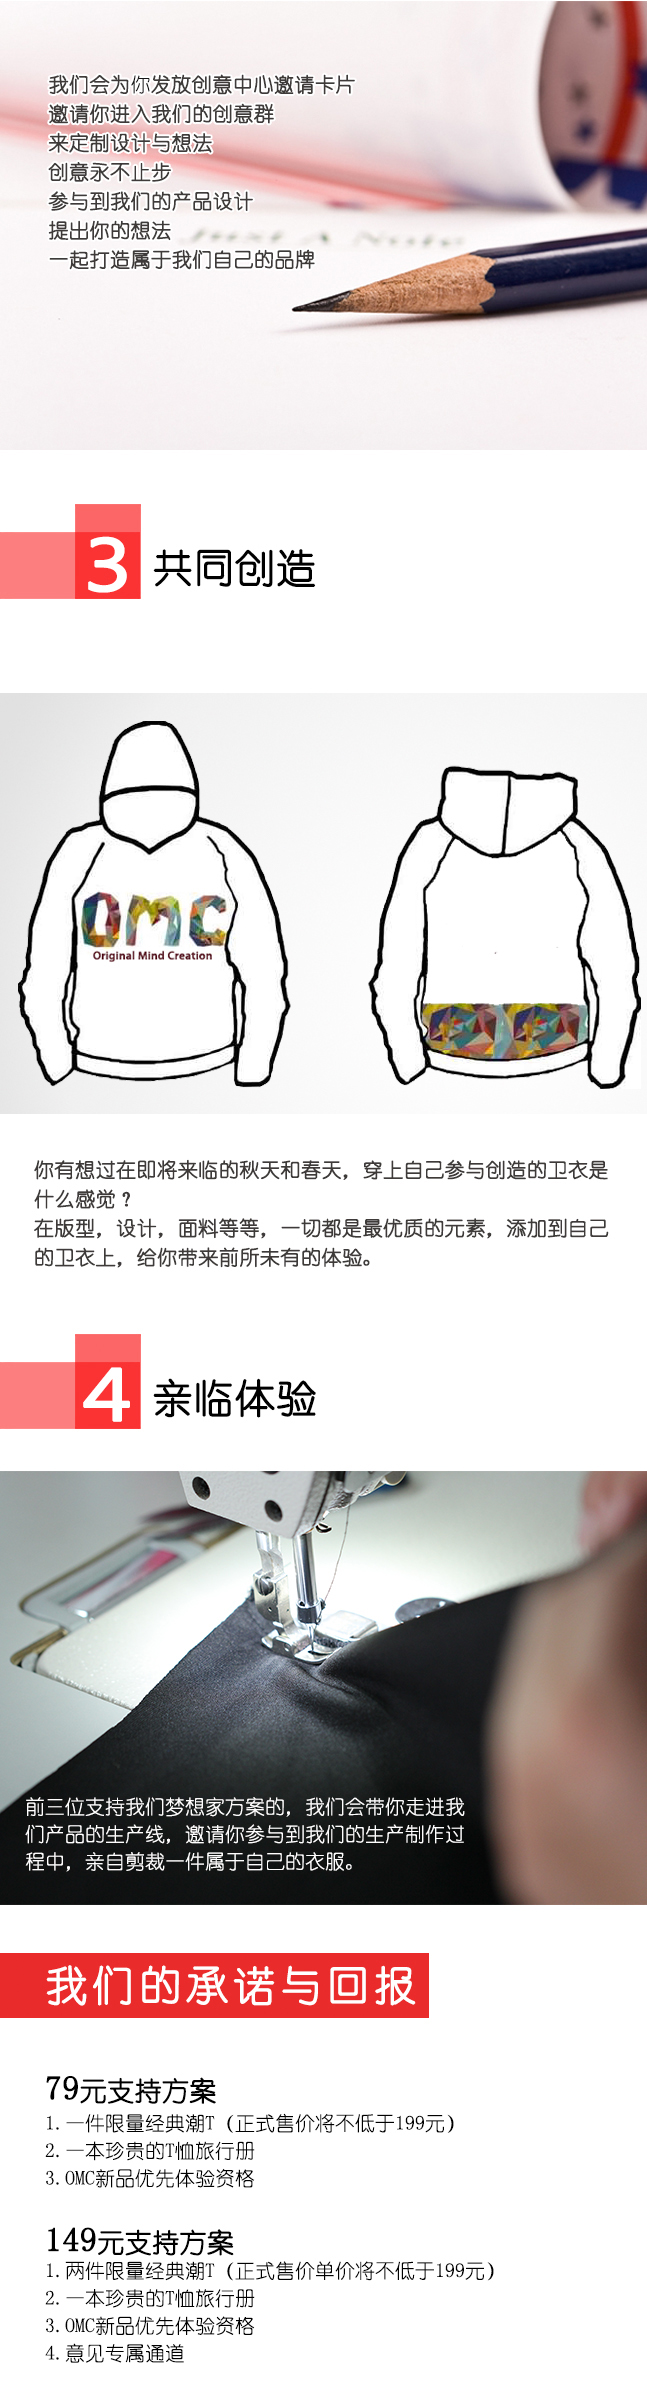 我们会为你发放创意中心邀请卡片
邀请你进入我们的创意群
来定制设计与想法
创意永不止步
参与到我们的产品设计
提出你的想法
一起打造属于我们自己的品牌
Just A Note
3 共同创造
OMC
Original Mind Creation
你有想过在即将来临的秋天和春天，穿上自己参与创造的卫衣是
什么感觉？
在版型，设计，面料等等，一切都是最优质的元素，添加到自己
的卫衣上，给你带来前所未有的体验。
4 亲临体验
前三位支持我们梦想家方案的，我们会带你走进我
们产品的生产线，邀请你参与到我们的生产制作过
程中，亲自剪裁一件属于自己的衣服。
我们的承诺与回报
79元支持方案
1.一件限量经典潮T（正式售价将不低于199元）
2.一本珍贵的T恤旅行册
3.OMC新品优先体验资格
149元支持方案
1.两件限量经典潮T（正式售价单价将不低于199元）
2.一本珍贵的T恤旅行册
3.OMC新品优先体验资格
4.意见专属通道